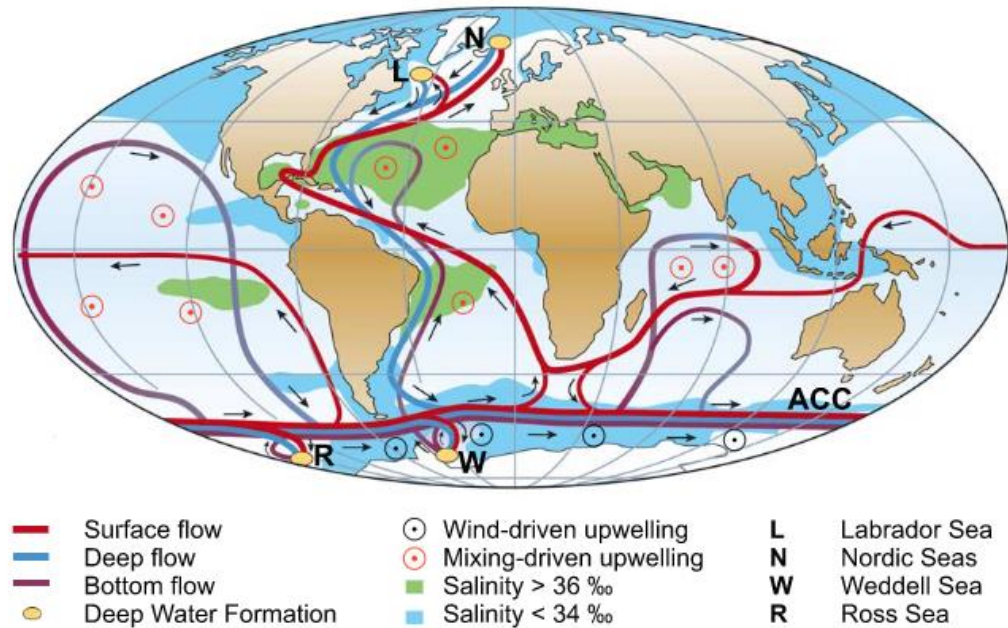 N
L
ACC
R
W
Surface flow
Deep flow
Bottom flow
Deep Water Formation
Wind-driven upwelling
Mixing-driven upwelling
Salinity > 36 ‰
Salinity < 34 ‰
L Labrador Sea
N Nordic Seas
W Weddell Sea
R Ross Sea